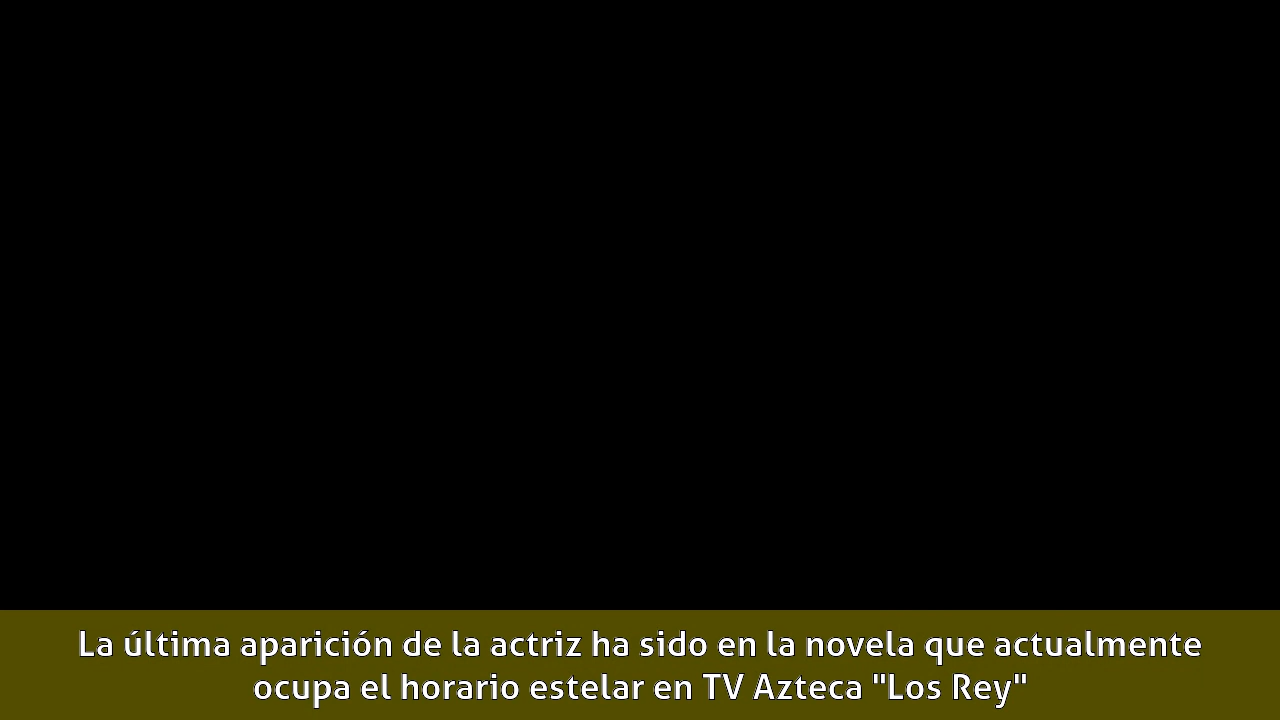 La última aparición de la actriz ha sido en la novela que actualmente
ocupa el horario estelar en TV Azteca "Los Rey"